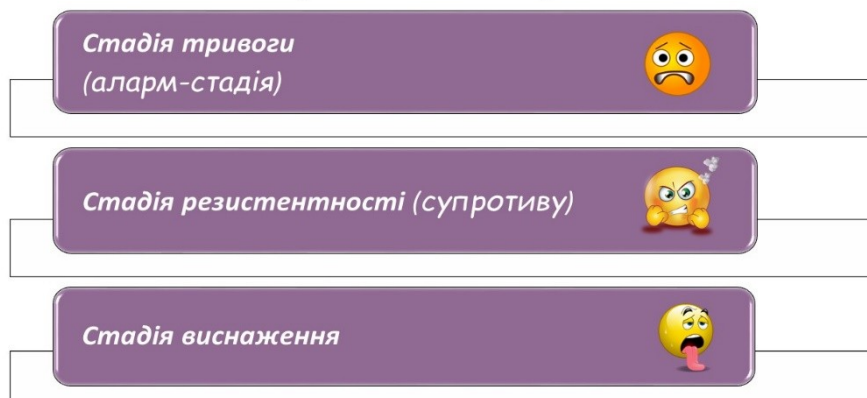 Стадія тривоги
(аларм-стадія)
Стадія резистентності (супротиву)
Стадія виснаження